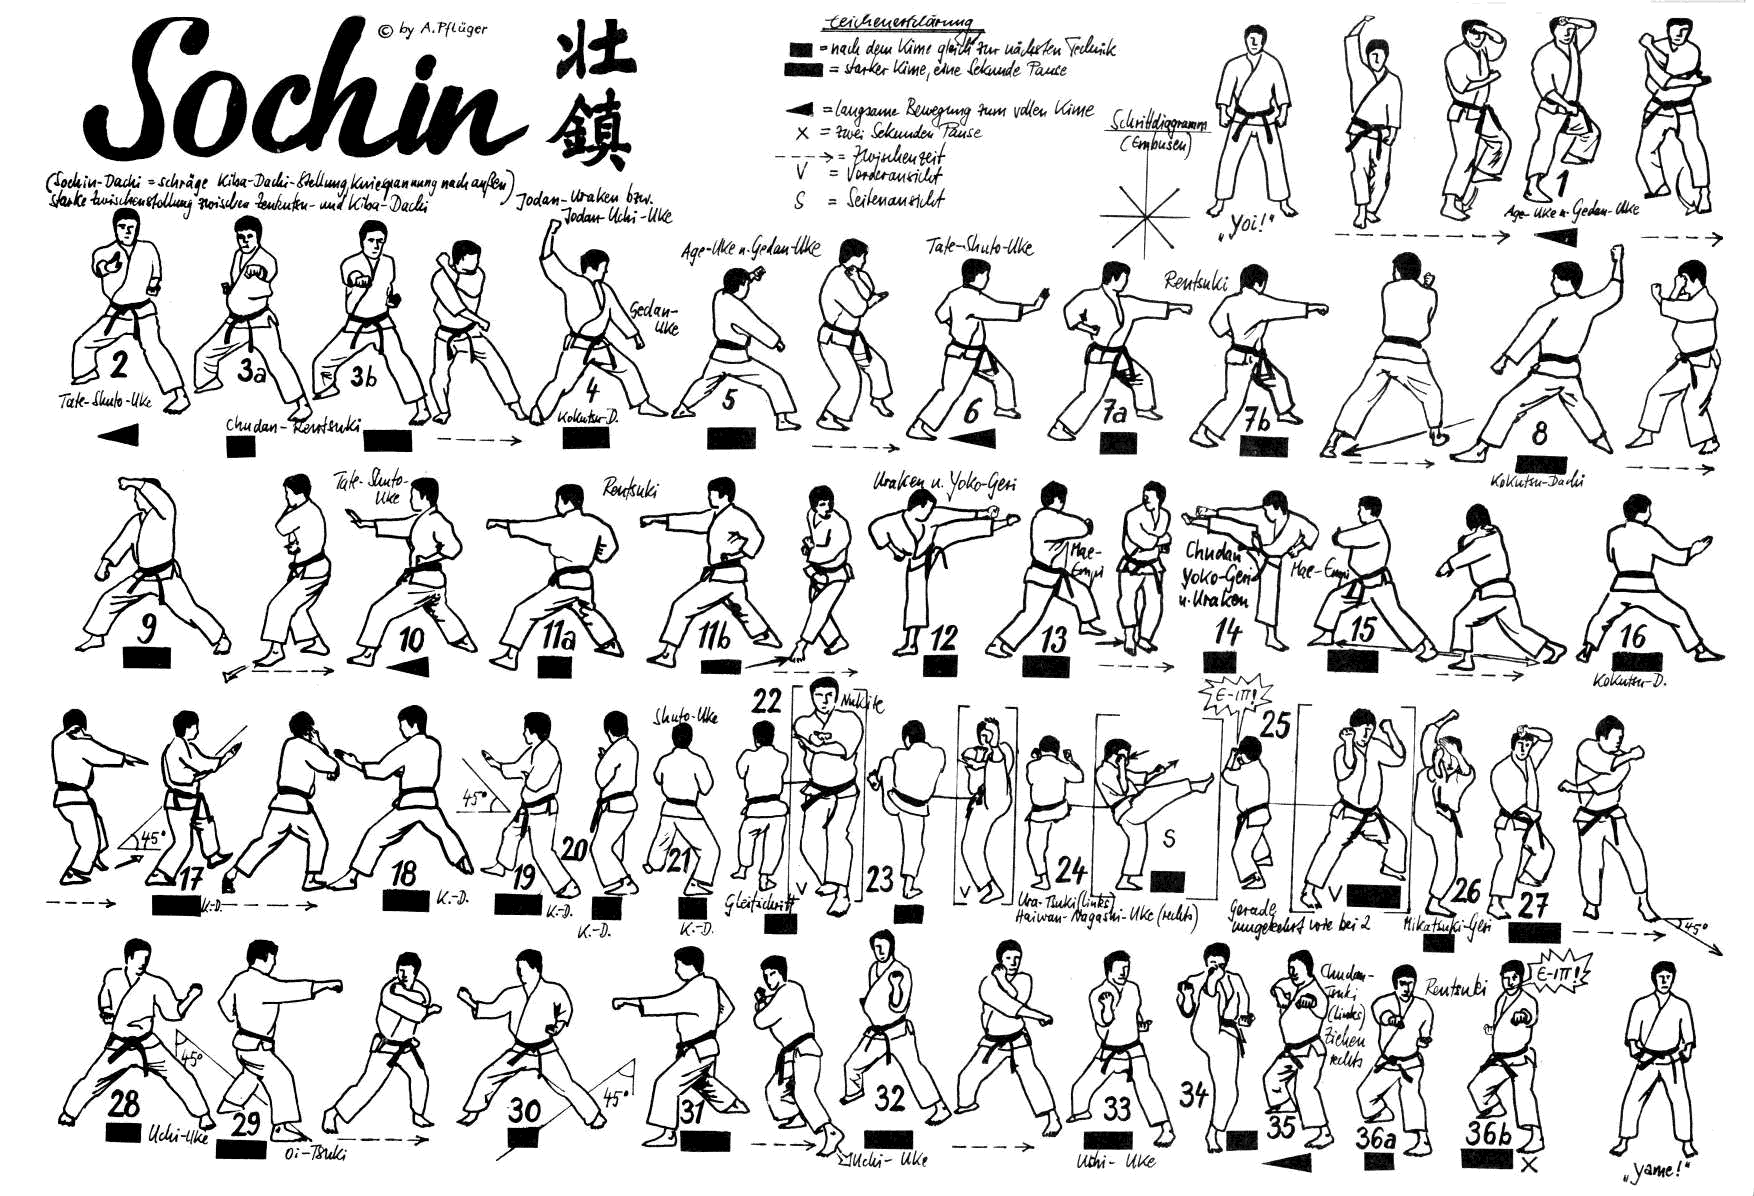 Sochin
© by A.Pflüger
壮
鎮
Zeichenerklärung
= nach dem Kime gleich zur nächsten Technik
= starker Kime, eine Sekunde Pause
= langsame Bewegung zum vollen Kime
X = zwei Sekunden Pause
= Zwischenzeit
V = Vorderansicht
S = Seitenansicht
Schrittdiagramm
(Embusen)
(Sochin-Dachi = schräge Kiba-Dachi-Stellung, Kniespannung nach außen)
starke Zwischenstellung zwischen Zenkutsu- und Kiba-Dachi
„Yoi!“
1
Age-Uke u. Gedan-Uke
2
Tate-Shuto-Uke
3a
3b
Chudan-Rentsuki
Jodan-Uraken bzw.
Jodan-Uchi-Uke
Gedan-
Uke
4
Kokutsu-D.
Age-Uke u. Gedan-Uke
5
Tate-Shuto-Uke
6
Rentsuki
7a
7b
8
Kokutsu-Dachi
9
Tate-Shuto-
Uke
10
Rentsuki
11a
11b
Uraken u. Yoko-Geri
12
Mae-
Empi
13
Chudan
Yoko-Geri
u. Uraken
14
Mae-Empi
15
16
Kokutsu-D.
45°
17
K.-D.
18
K.-D.
45°
19
K.-D.
20
K.-D.
Shuto-Uke
21
K.-D.
22
Nukite
Gleitschritt
V
23
V
24
Ura-Tsuki (links)
Haiwan-Nagashi-Uke (rechts)
S
E-ITT!
25
Gerade
umgekehrt wie bei 2
V
26
Mikatsuki-Geri
27
45°
28
Uchi-Uke
45°
29
Oi-Tsuki
30
45°
31
32
Uchi-Uke
33
Uchi-Uke
34
35
Chudan-
Tsuki
(links)
Ziehen
rechts
36a
Rentsuki
36b
X
E-ITT!
„Yame!“